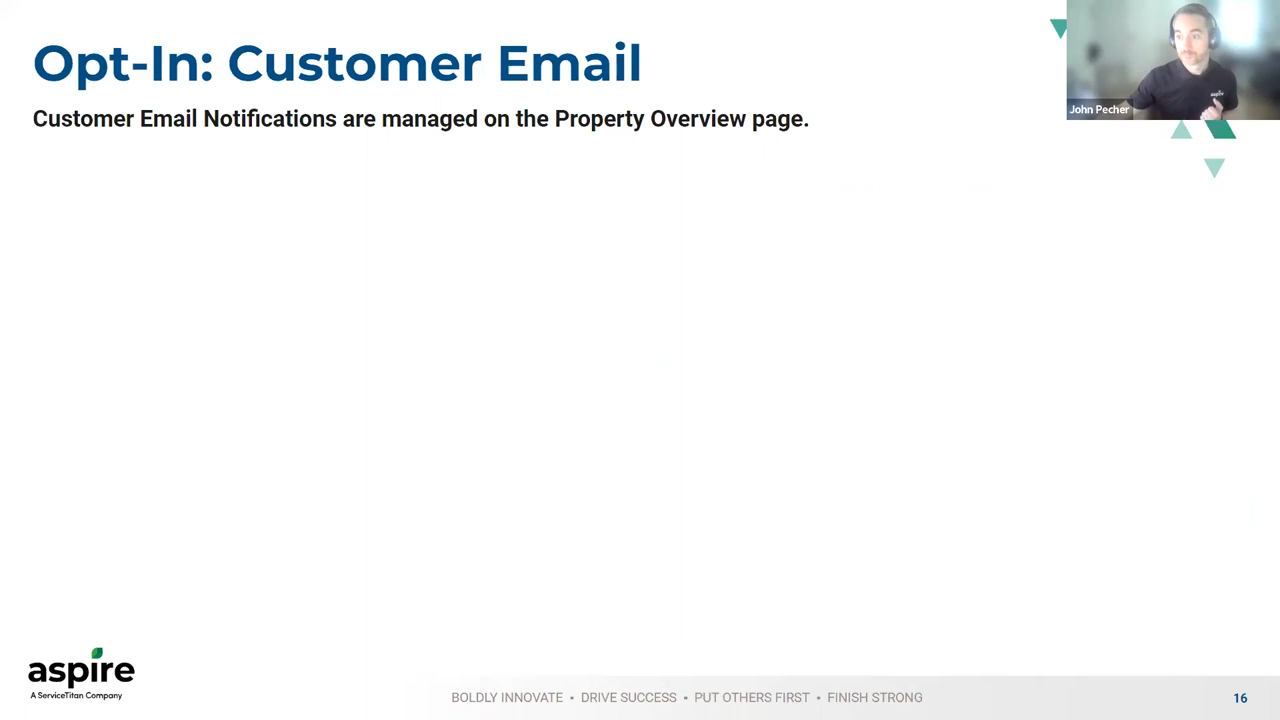 Opt-In: Customer Email
Customer Email Notifications are managed on the Property Overview page.
John Pecher
aspire
aspire
A ServiceTitan Company
BOLDLY INNOVATE • DRIVE SUCCESS • PUT OTHERS FIRST • FINISH STRONG
16